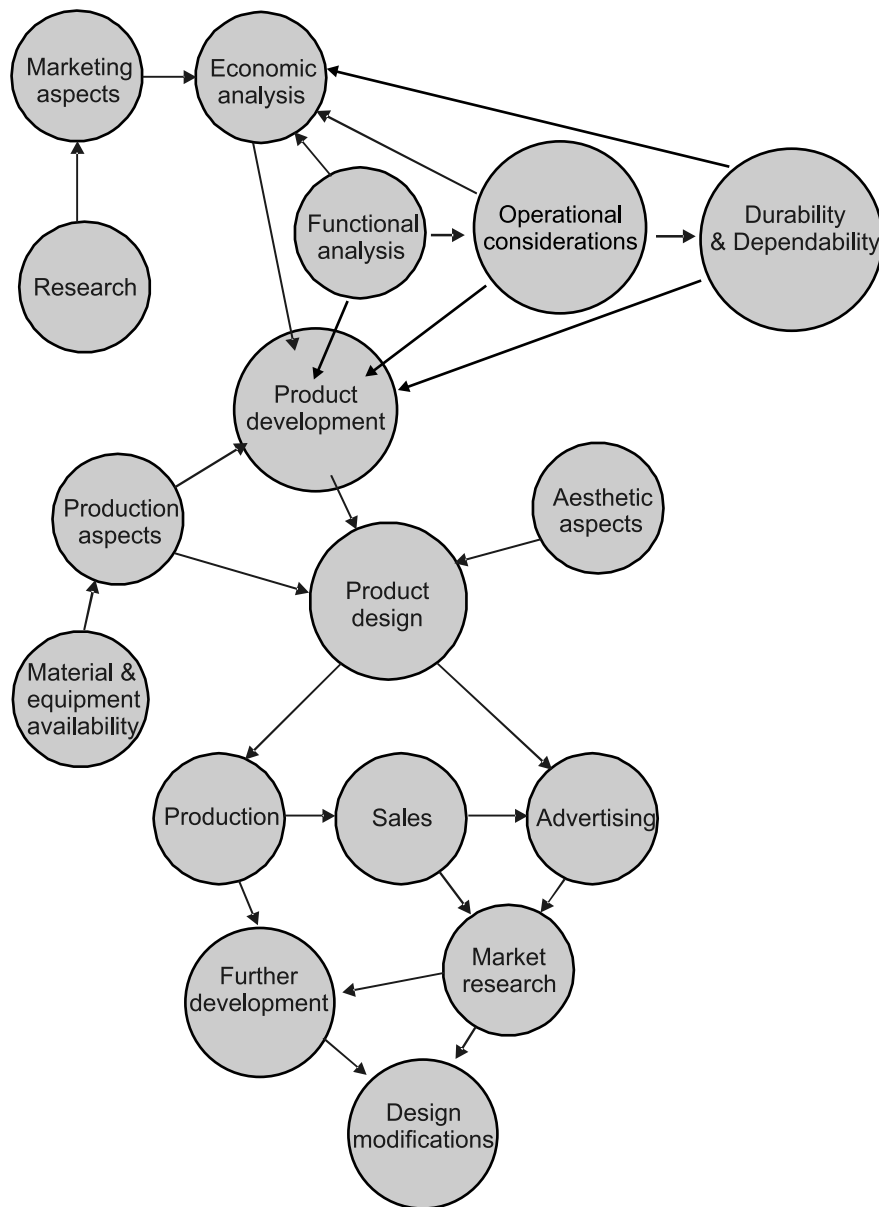 Marketing
aspects
Economic
analysis
Functional
analysis
Operational
considerations
Durability
& Dependability
Research
Product
development
Production
aspects
Aesthetic
aspects
Product
design
Material &
equipment
availability
Production
Sales
Advertising
Market
research
Further
development
Design
modifications